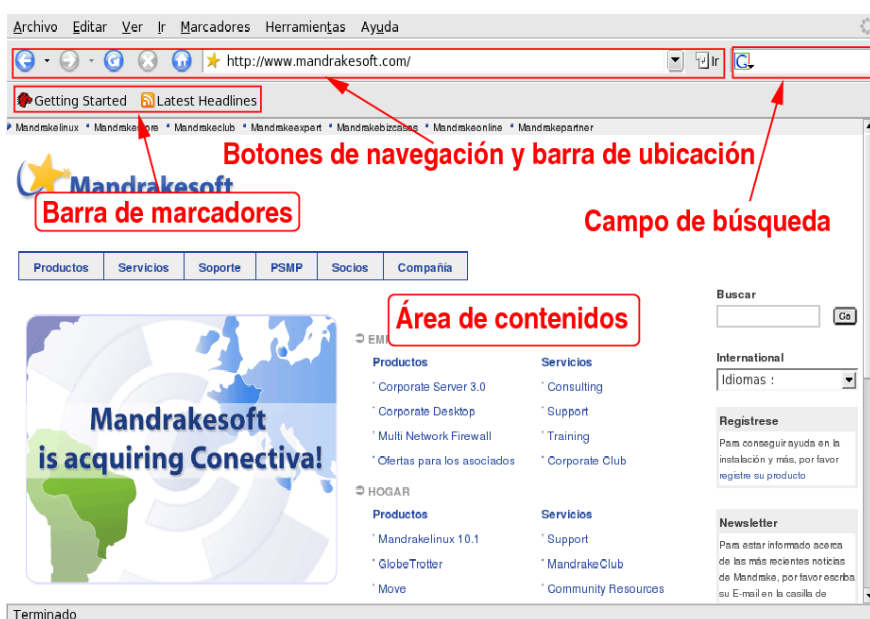 Archivo Editar Ver Ir Marcadores Herramientas Ayuda
http://www.mandrakesoft.com/ Ir G
Getting Started Latest Headlines
Mandrakelinux Mandrakestore Mandrakeclub Mandrakeexpert Mandrakebizcases Mandrakeonline Mandrakepartner
Botones de navegación y barra de ubicación
Mandrakesoft
Barra de marcadores
Campo de búsqueda
Productos Servicios Soporte PSMP Socios Compañía
Área de contenidos
Mandrakesoft
is acquiring Conectiva!
Productos Servicios
Corporate Server 3.0 Consulting
Corporate Desktop Support
Multi Network Firewall Training
Ofertas para los asociados Corporate Club
HOGAR
Productos Servicios
Mandrakelinux 10.1 Support
GlobeTrotter MandrakeClub
Move Community Resources
Buscar
Go
International
Idiomas :
Regístrese
Para conseguir ayuda en la
instalación y más, por favor
registre su producto
Newsletter
Para estar informado acerca
de las más recientes noticias
de Mandrake, por favor escriba
su E-mail en la casilla de
Terminado